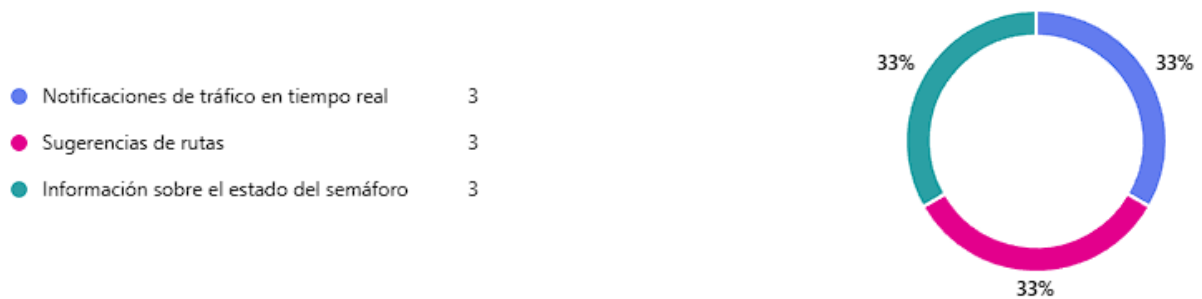 33%
33%
Notificaciones de tráfico en tiempo real 3
Sugerencias de rutas 3
Información sobre el estado del semáforo 3
33%